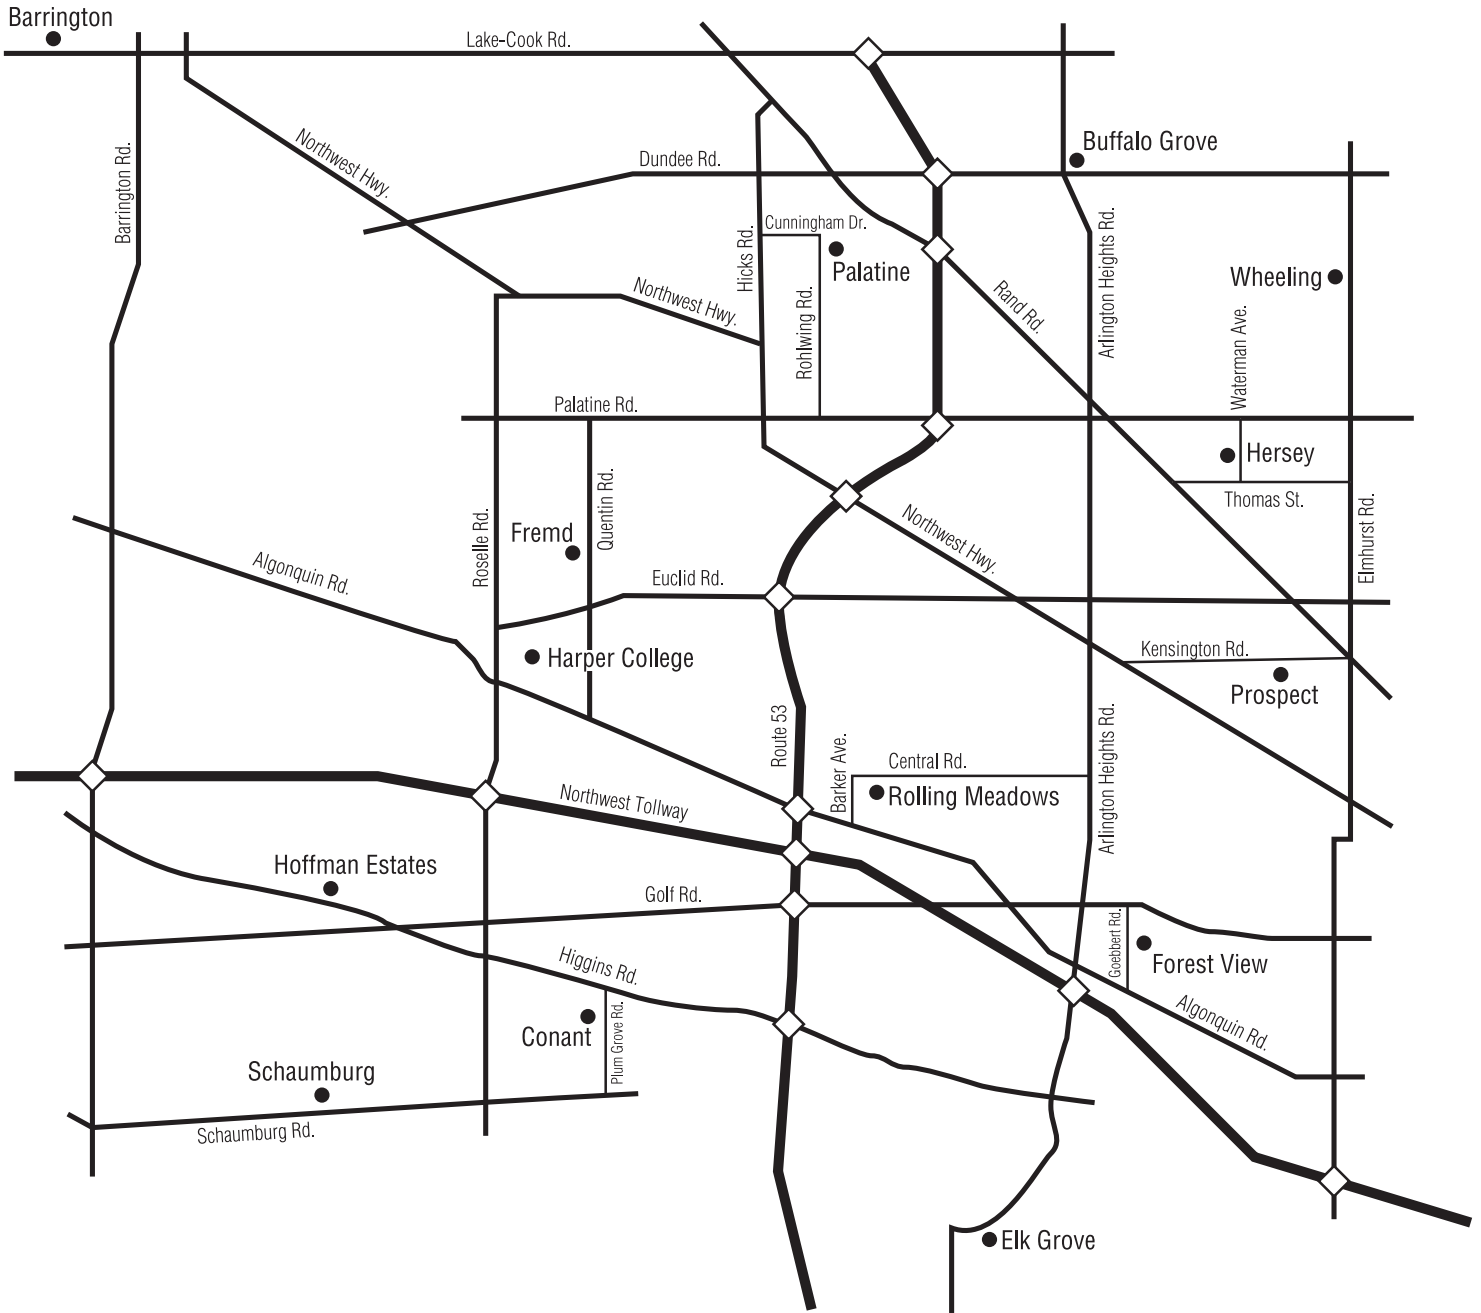 Barrington
Lake-Cook Rd.
Barrington Rd.
Northwest Hwy.
Dundee Rd.
Buffalo Grove
Cunningham Dr.
Hicks Rd.
Palatine
Arlington Heights Rd.
Wheeling
Northwest Hwy.
Rohlwing Rd.
Rand Rd.
Waterman Ave.
Palatine Rd.
Hersey
Thomas St.
Quentin Rd.
Roselle Rd.
Fremd
Northwest Hwy.
Elmhurst Rd.
Algonquin Rd.
Euclid Rd.
Harper College
Kensington Rd.
Prospect
Route 53
Barker Ave.
Central Rd.
Arlington Heights Rd.
Rolling Meadows
Northwest Tollway
Hoffman Estates
Golf Rd.
Goebbert Rd.
Forest View
Higgins Rd.
Algonquin Rd.
Conant
Plum Grove Rd.
Schaumburg
Schaumburg Rd.
Elk Grove